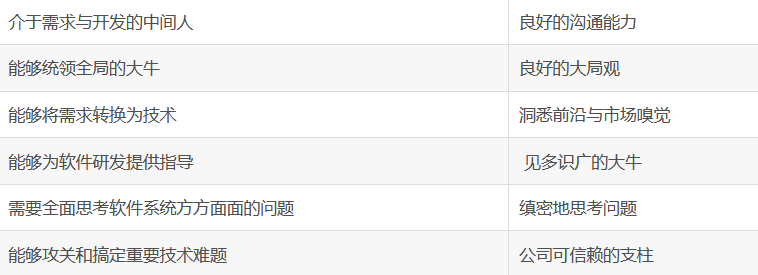 介于需求与开发的中间人 良好的沟通能力
能够统领全局的大牛 良好的大局观
能够将需求转换为技术 洞悉前沿与市场嗅觉
能够为软件研发提供指导 见多识广的大牛
需要全面思考软件系统方方面面的问题 缜密地思考问题
能够攻关和搞定重要技术难题 公司可信赖的支柱